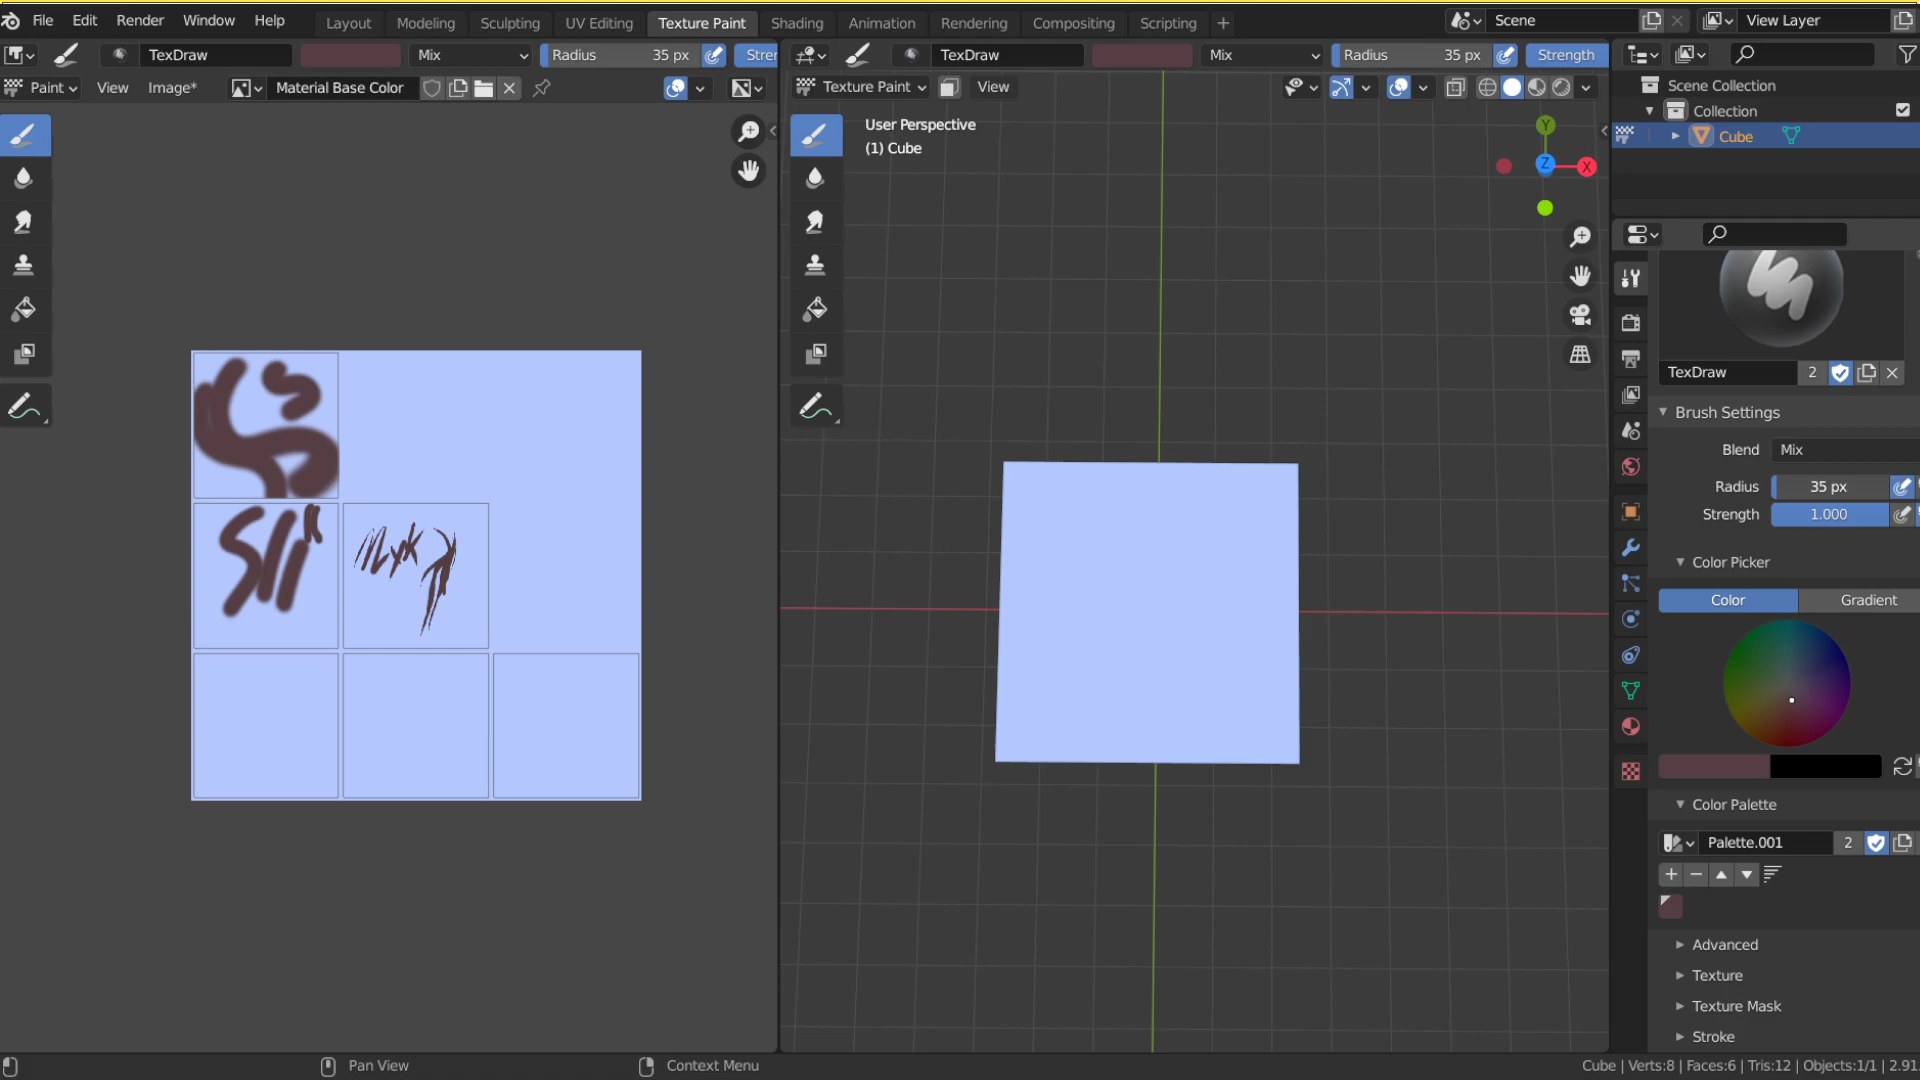 File Edit Render Window Help Layout Modeling Sculpting UV Editing Texture Paint Shading Animation Rendering Compositing Scripting + Scene View Layer
TexDraw Mix Radius 35 px Stren TexDraw Mix Radius 35 px Strength
Paint View Image* Material Base Color Texture Paint View
Scene Collection
Collection
Cube
User Perspective
(1) Cube
Y
Z
X
TexDraw 2
Brush Settings
Blend Mix
Radius 35 px
Strength 1.000
Color Picker
Color Gradient
Color Palette
Palette.001 2
Advanced
Texture
Texture Mask
Stroke
Pan View Context Menu Cube | Verts:8 | Faces:6 | Tris:12 | Objects:1/1 | 2.91